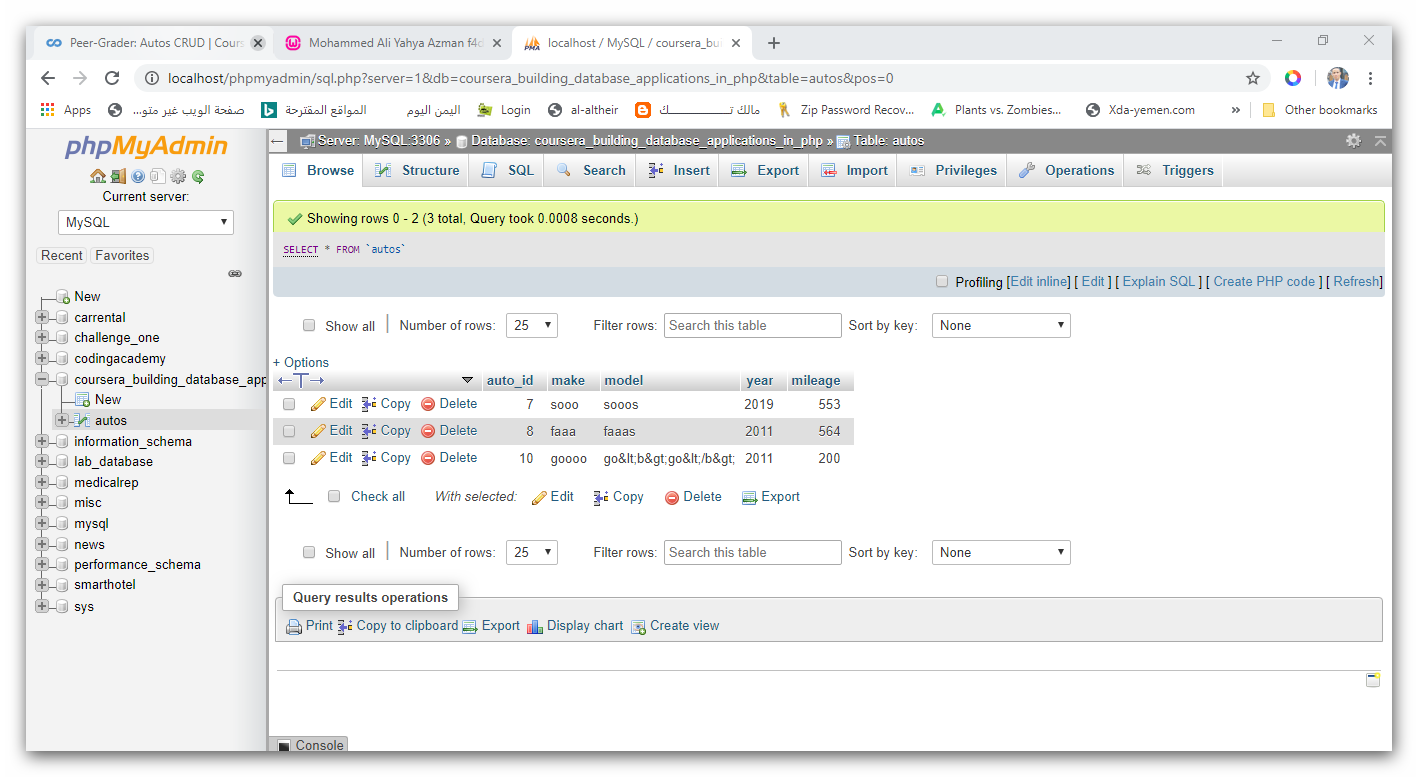 Peer-Grader: Autos CRUD | Cours
Mohammed Ali Yahya Azman f4d
localhost / MySQL / coursera_bui
localhost/phpmyadmin/sql.php?server=1&db=coursera_building_database_applications_in_php&table=autos&pos=0
Apps
صفحة الويب غير متو...
المواقع المقترحة
اليمن اليوم
Login
al-altheir
مالك تـــــــــــك
Zip Password Recov...
Plants vs. Zombies...
Xda-yemen.com
»
Other bookmarks
phpMyAdmin
Current server:
MySQL
Recent Favorites
New
carrental
challenge_one
codingacademy
coursera_building_database_app
New
autos
information_schema
lab_database
medicalrep
misc
mysql
news
performance_schema
smarthotel
sys
Server: MySQL:3306 » Database: coursera_building_database_applications_in_php » Table: autos
Browse Structure SQL Search Insert Export Import Privileges Operations Triggers
Showing rows 0 - 2 (3 total, Query took 0.0008 seconds.)
SELECT * FROM `autos`
Profiling [Edit inline] [ Edit ] [ Explain SQL ] [ Create PHP code ] [ Refresh]
Show all Number of rows: 25 Filter rows: Search this table Sort by key: None
+ Options
auto_id make model year mileage
Edit Copy Delete 7 sooo sooos 2019 553
Edit Copy Delete 8 faaa faaas 2011 564
Edit Copy Delete 10 goooo go&lt;b&gt;go&lt;/b&gt; 2011 200
Check all With selected: Edit Copy Delete Export
Show all Number of rows: 25 Filter rows: Search this table Sort by key: None
Query results operations
Print Copy to clipboard Export Display chart Create view
Console